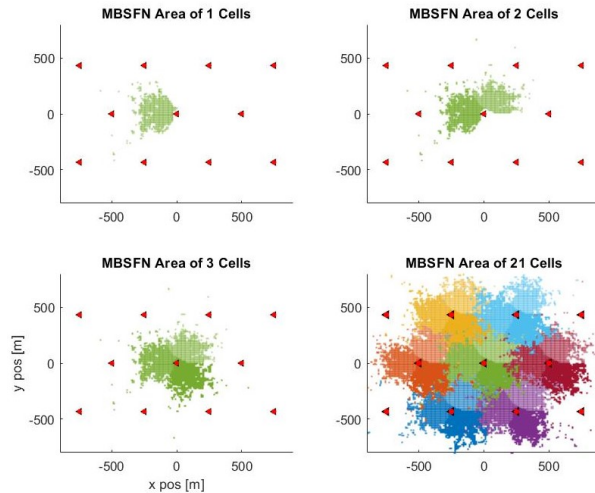 MBSFN Area of 1 Cells
500
0
-500
-500 0 500
MBSFN Area of 2 Cells
500
0
-500
-500 0 500
MBSFN Area of 3 Cells
500
0
-500
-500 0 500
y pos [m]
x pos [m]
MBSFN Area of 21 Cells
500
0
-500
-500 0 500